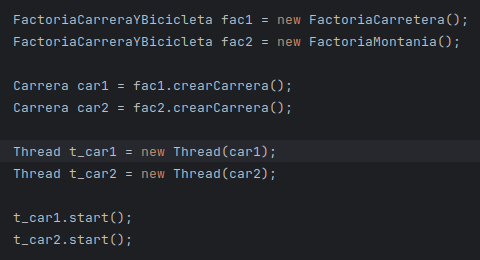 FactoriaCarreraYBicicleta fac1 = new FactoriaCarretera();
FactoriaCarreraYBicicleta fac2 = new FactoriaMontania();
Carrera car1 = fac1.crearCarrera();
Carrera car2 = fac2.crearCarrera();
Thread t_car1 = new Thread(car1);
Thread t_car2 = new Thread(car2);
t_car1.start();
t_car2.start();